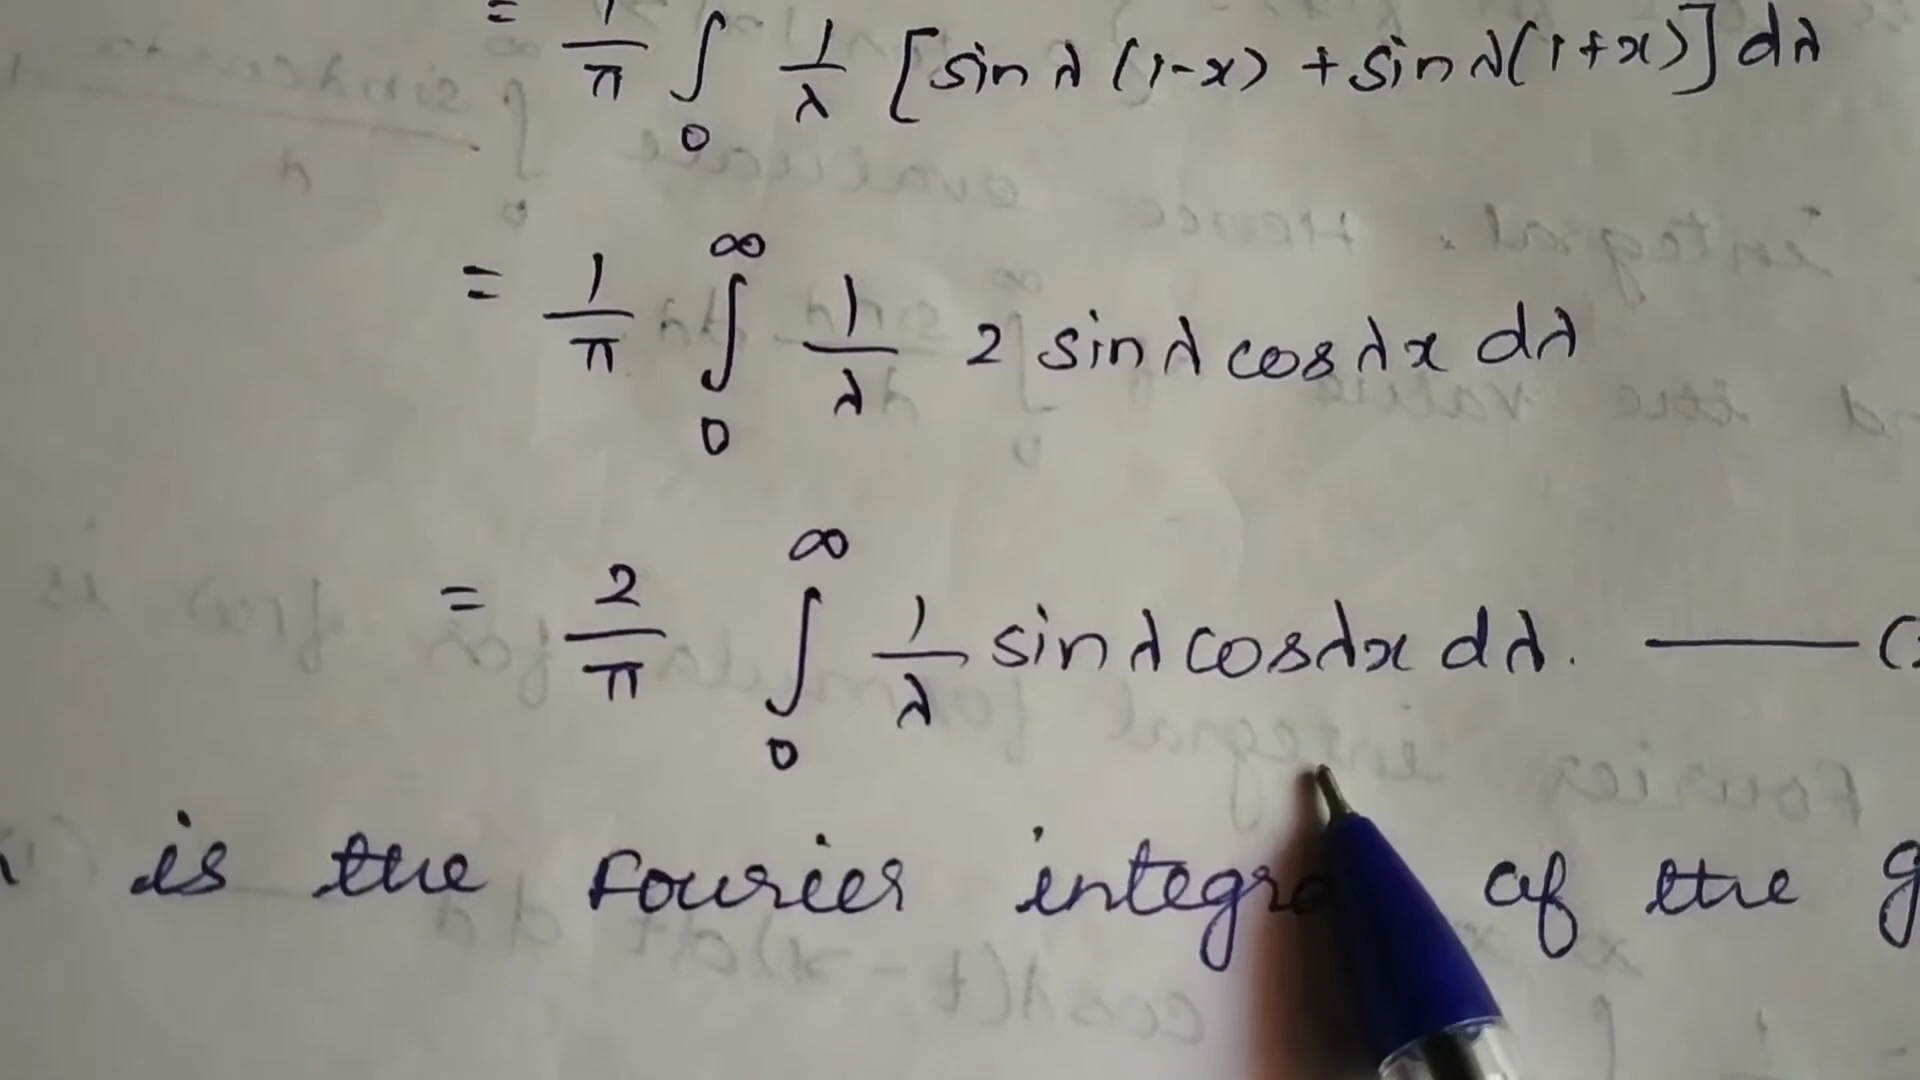 = 1/π ∫₀ 1/λ [sin λ (1-x) + sin λ(1+x)] dλ
= 1/π ∫₀^∞ 1/λ 2 sin λ cos λx dλ
= 2/π ∫₀^∞ 1/λ sin λ cos λx dλ. —— (
is the Fourier integral of the g